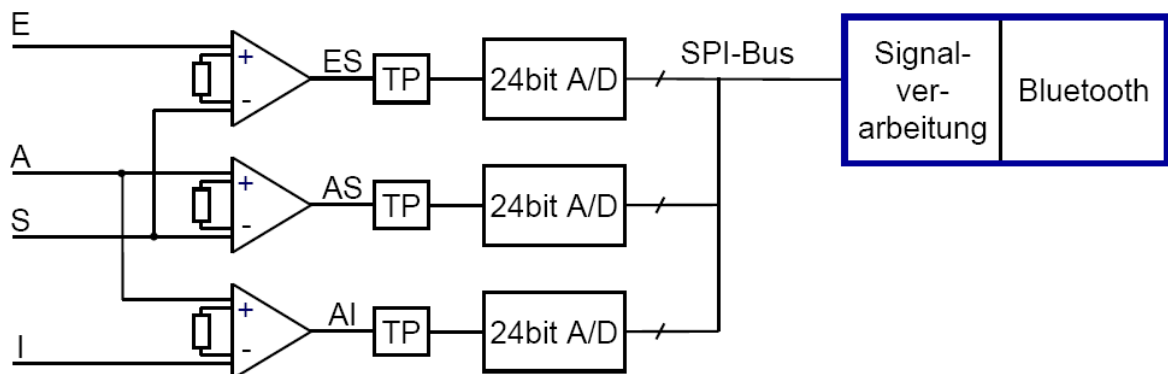 E
+
-
ES
TP
24bit A/D
SPI-Bus
Signal-
ver-
arbeitung
Bluetooth
A
S
+
-
AS
TP
24bit A/D
I
+
-
AI
TP
24bit A/D